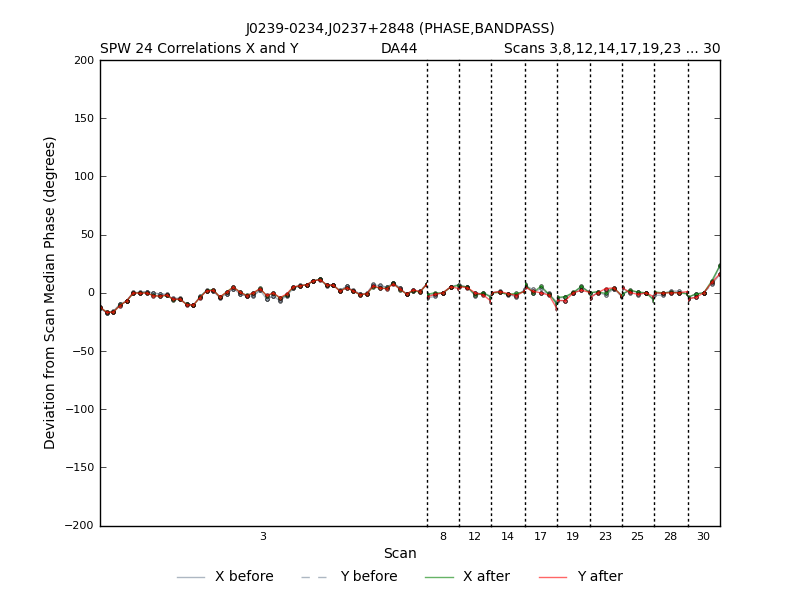 J0239-0234,J0237+2848 (PHASE,BANDPASS)
SPW 24 Correlations X and Y DA44 Scans 3,8,12,14,17,19,23 ... 30
200
150
100
50
0
−50
−100
−150
−200
Deviation from Scan Median Phase (degrees)
3 8 12 14 17 19 23 25 28 30
Scan
X before Y before X after Y after